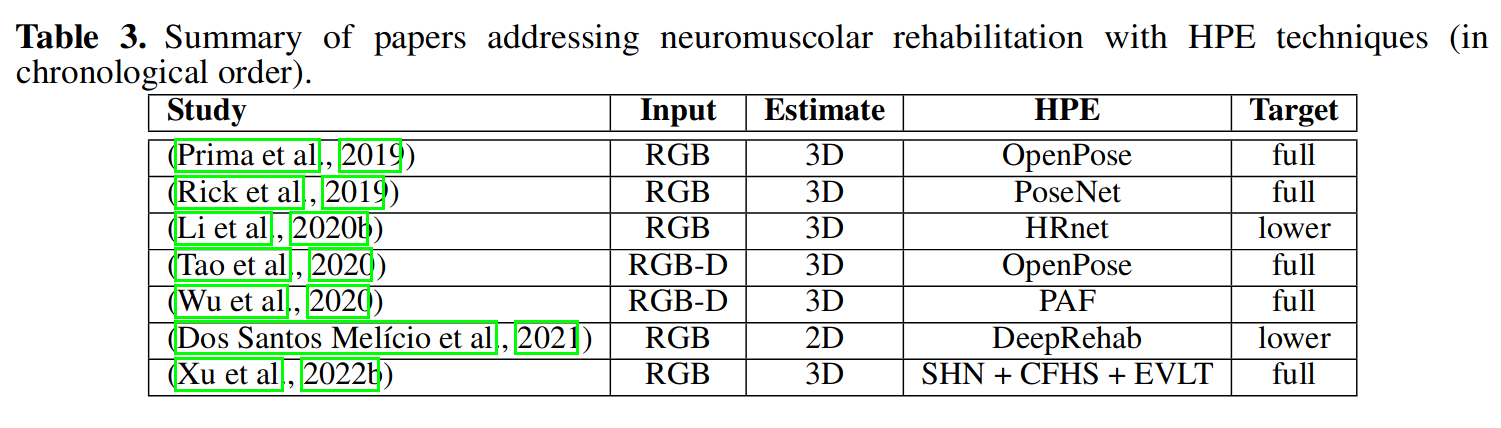 Table 3. Summary of papers addressing neuromuscolar rehabilitation with HPE techniques (in
chronological order).
Study Input Estimate HPE Target
(Prima et al., 2019) RGB 3D OpenPose full
(Rick et al., 2019) RGB 3D PoseNet full
(Li et al., 2020b) RGB 3D HRnet lower
(Tao et al., 2020) RGB-D 3D OpenPose full
(Wu et al., 2020) RGB-D 3D PAF full
(Dos Santos Melício et al., 2021) RGB 2D DeepRehab lower
(Xu et al., 2022b) RGB 3D SHN + CFHS + EVLT full